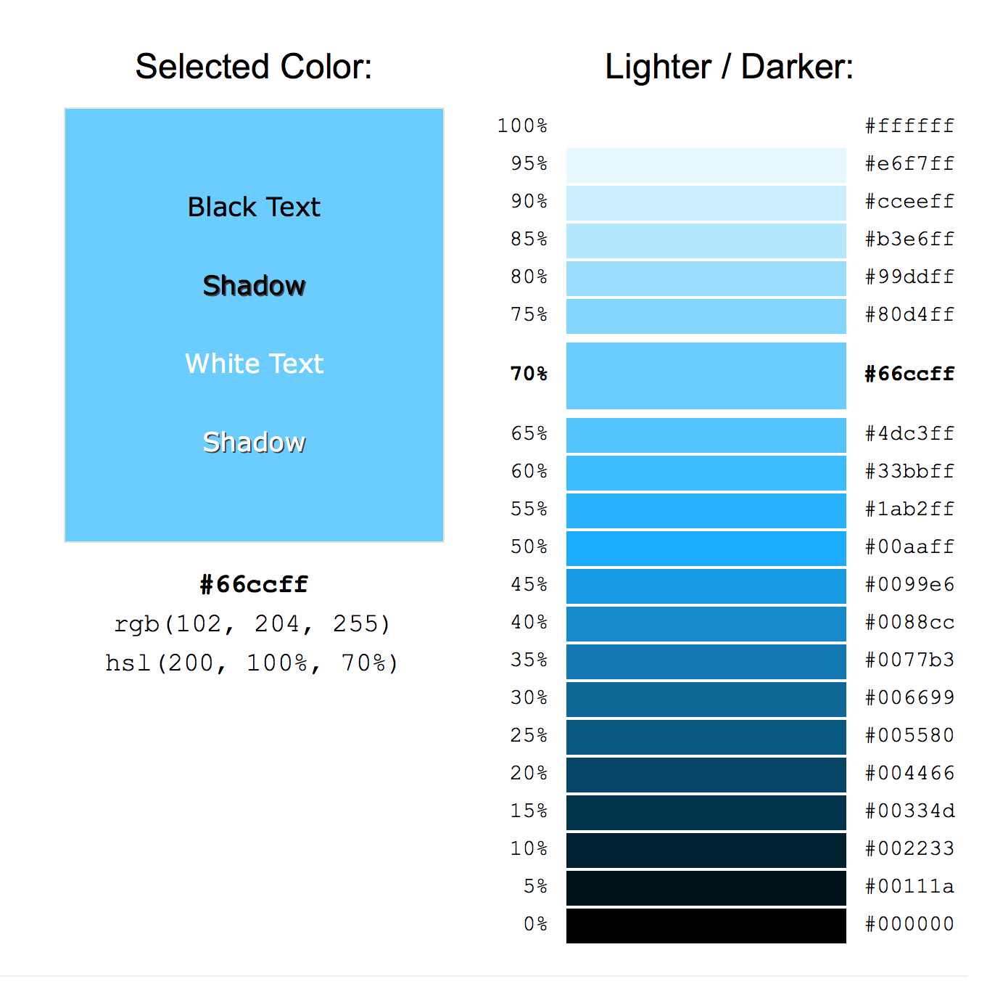 Selected Color:
Black Text
Shadow
White Text
Shadow
#66ccff
rgb(102, 204, 255)
hsl(200, 100%, 70%)
Lighter / Darker:
100% #ffffff
95% #e6f7ff
90% #cceeff
85% #b3e6ff
80% #99ddff
75% #80d4ff
70% #66ccff
65% #4dc3ff
60% #33bbff
55% #1ab2ff
50% #00aaff
45% #0099e6
40% #0088cc
35% #0077b3
30% #006699
25% #005580
20% #004466
15% #00334d
10% #002233
5% #00111a
0% #000000